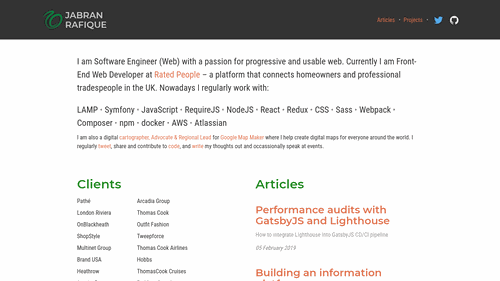 JABRAN
RAFIQUE
Articles • Projects •
I am Software Engineer (Web) with a passion for progressive and usable web. Currently I am Front-
End Web Developer at Rated People – a platform that connects homeowners and professional
tradespeople in the UK. Nowadays I regularly work with:
LAMP • Symfony • JavaScript • RequireJS • NodeJS • React • Redux • CSS • Sass • Webpack •
Composer • npm • docker • AWS • Atlassian
I am also a digital cartographer, Advocate & Regional Lead for Google Map Maker where I help create digital maps for everyone around the world. I
regularly tweet, share and contribute to code, and write my thoughts out and occassionally speak at events.
Clients
Pathé
Arcadia Group
London Riviera
Thomas Cook
OnBlackheath
Outfit Fashion
ShopStyle
Tweepforce
Multinet Group
Thomas Cook Airlines
Brand USA
Hobbs
Heathrow
ThomasCook Cruises
Articles
Performance audits with
GatsbyJS and Lighthouse
How to integrate Lighthouse into GatsbyJS CD/CI pipeline
05 February 2019
Building an information